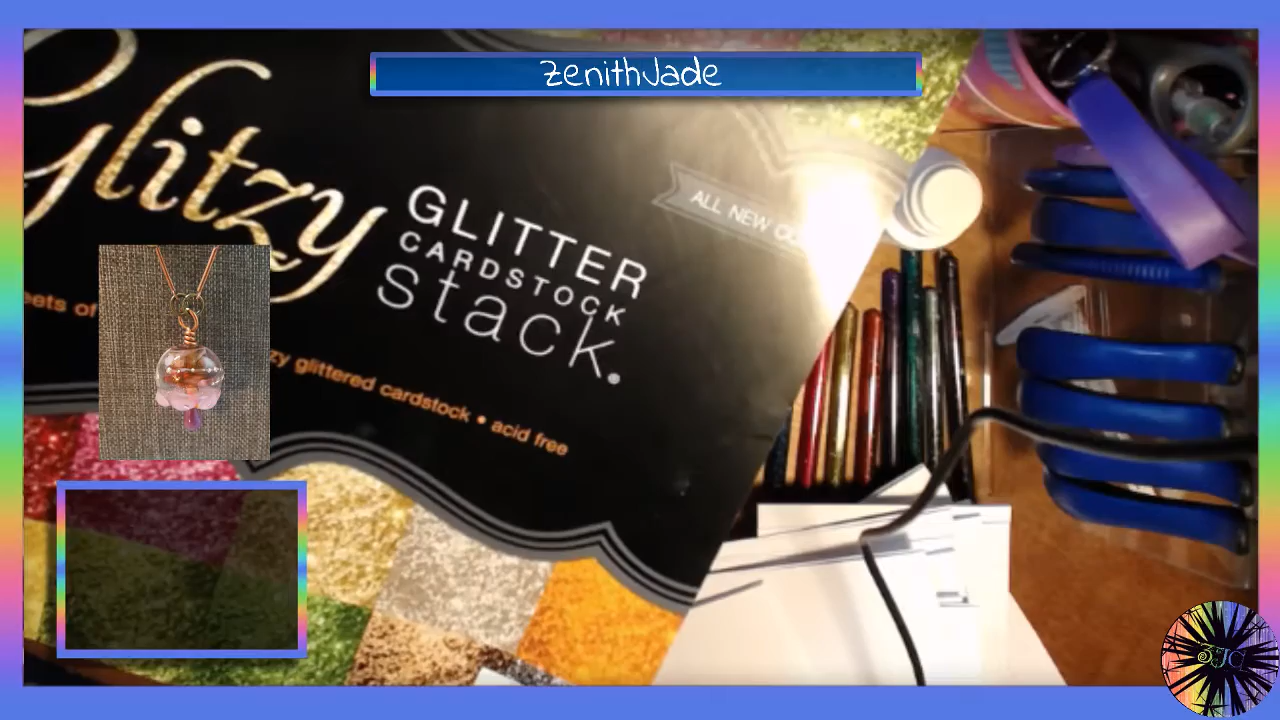 ZenithJade
Glitzy
GLITTER
CARDSTOCK
stack.
ALL NEW
eets of
zy glittered cardstock • acid free